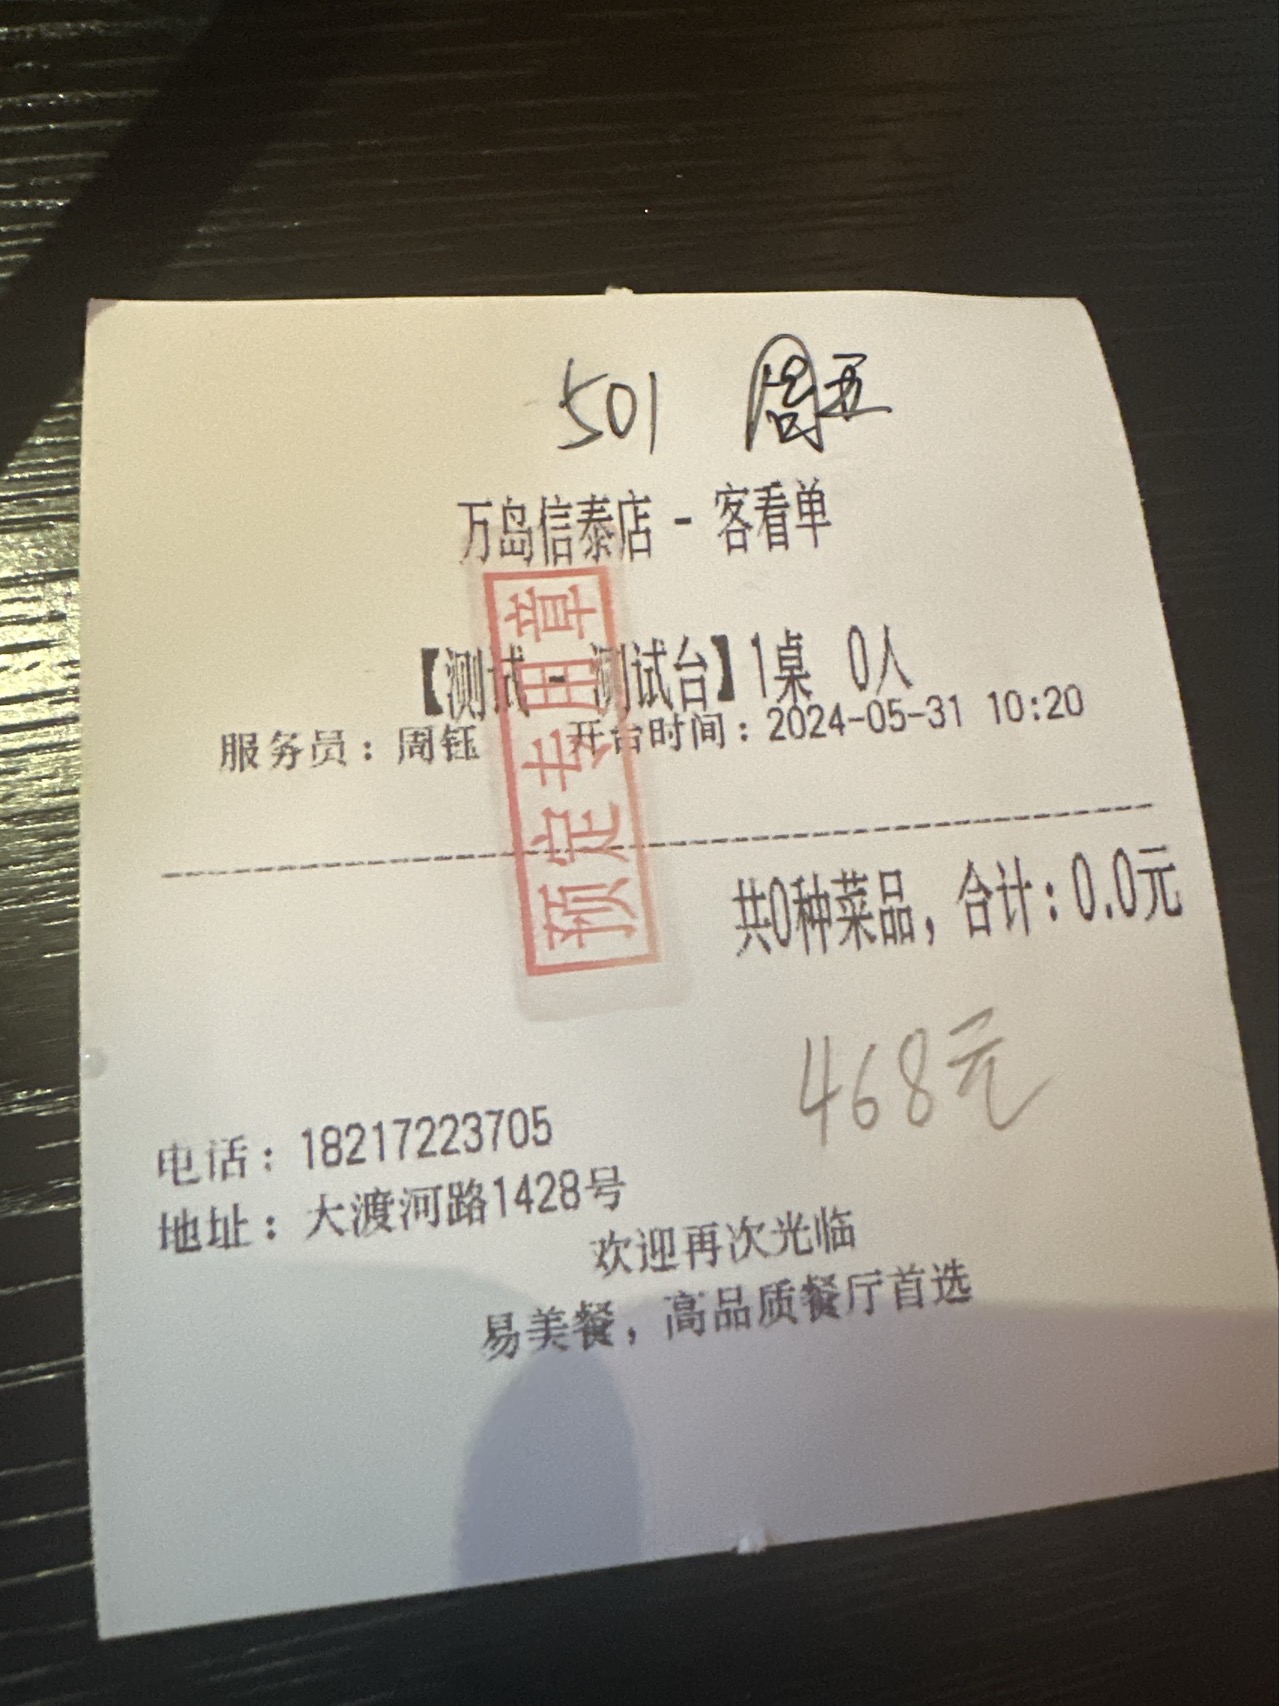 501 周五
万岛信泰店 - 客看单
【测试 - 测试台】1桌 0人
服务员：周钰 开台时间：2024-05-31 10:20
预定专用章
共0种菜品，合计：0.0元
468元
电话：18217223705
地址：大渡河路1428号
欢迎再次光临
易美餐，高品质餐厅首选